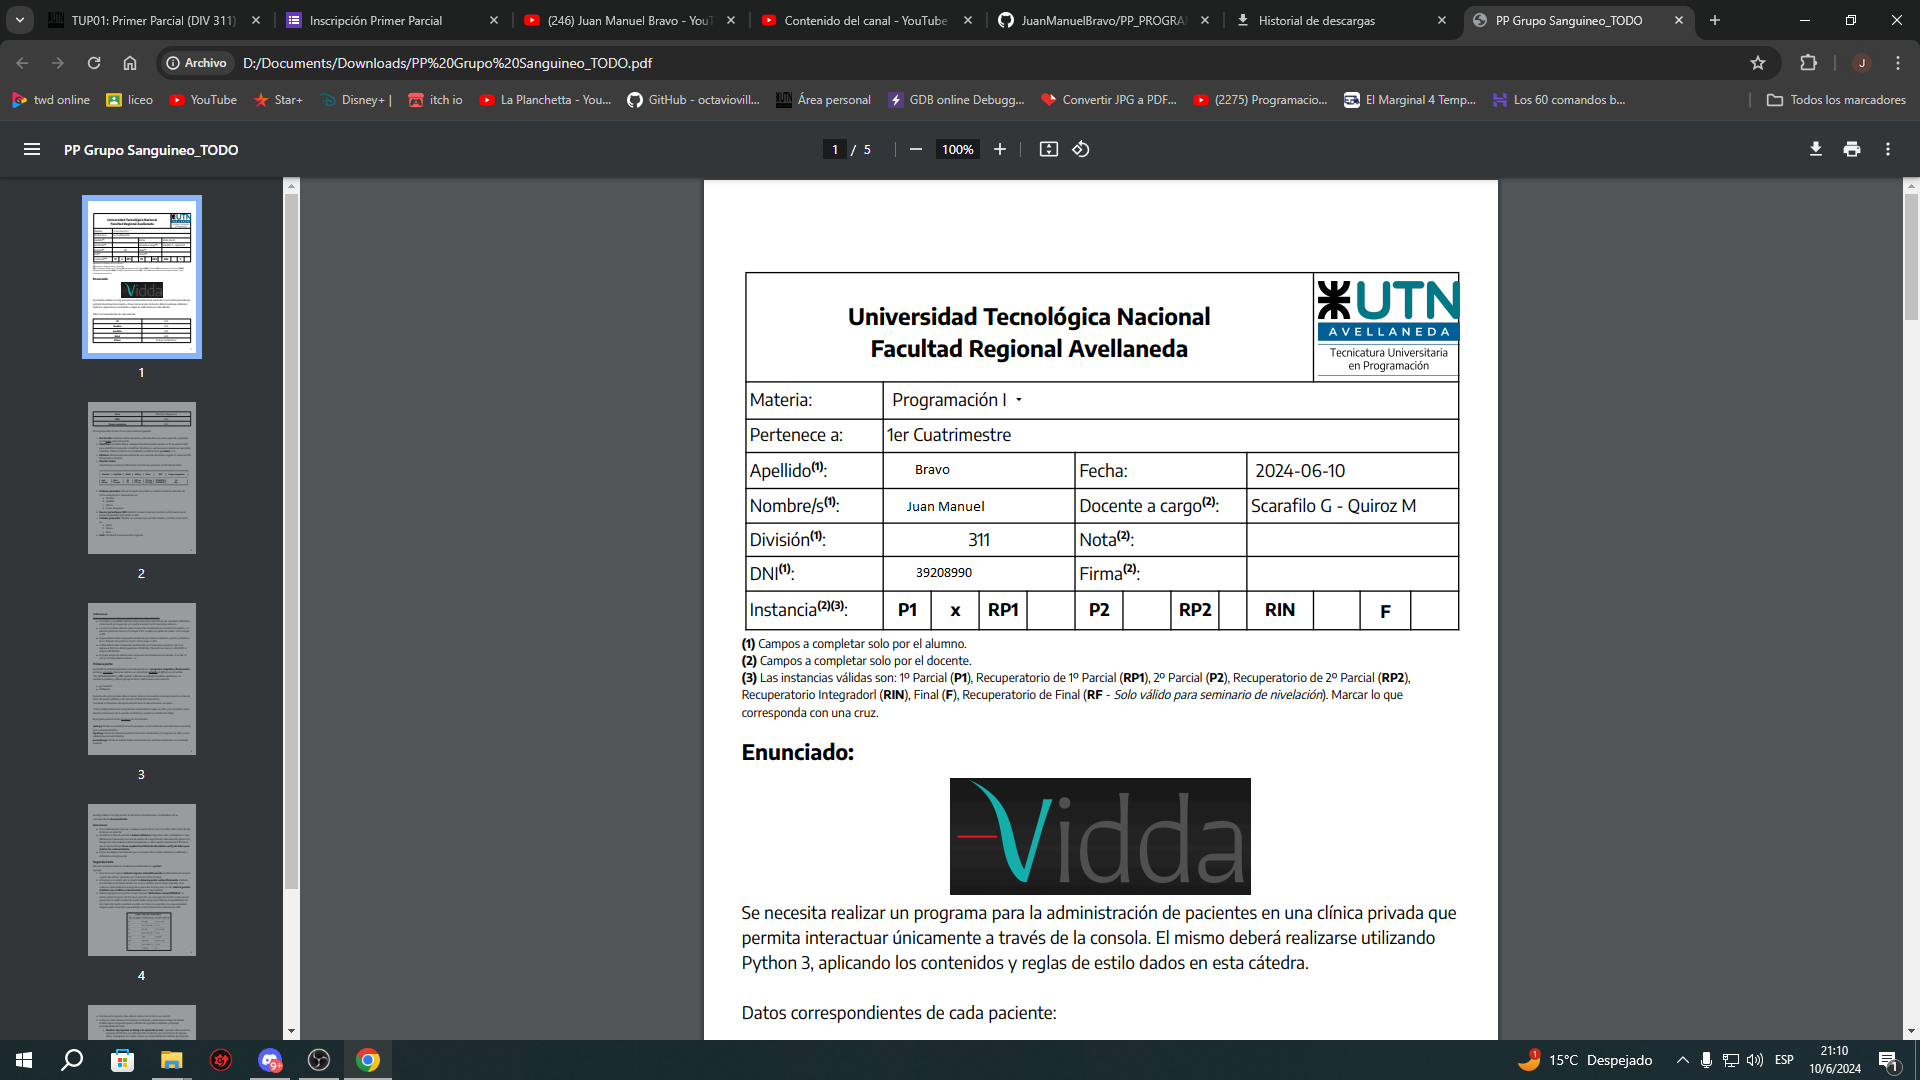 TUP01: Primer Parcial (DIV 311)
Inscripción Primer Parcial
(246) Juan Manuel Bravo - YouT
Contenido del canal - YouTube
JuanManuelBravo/PP_PROGRA
Historial de descargas
PP Grupo Sanguineo_TODO
Archivo
D:/Documents/Downloads/PP%20Grupo%20Sanguineo_TODO.pdf
J
twd online
liceo
YouTube
Star+
Disney+ |
itch io
La Planchetta - You...
GitHub - octaviovill...
Área personal
GDB online Debugg...
Convertir JPG a PDF...
(2275) Programacio...
El Marginal 4 Temp...
Los 60 comandos b...
Todos los marcadores
PP Grupo Sanguineo_TODO
1 / 5
100%
1
2
3
4
Universidad Tecnológica Nacional
Facultad Regional Avellaneda
UTN
AVELLANEDA
Tecnicatura Universitaria
en Programación
Materia: Programación I
Pertenece a: 1er Cuatrimestre
Apellido(1): Bravo Fecha: 2024-06-10
Nombre/s(1): Juan Manuel Docente a cargo(2): Scarafilo G - Quiroz M
División(1): 311 Nota(2):
DNI(1): 39208990 Firma(2):
Instancia(2)(3): P1 x RP1 P2 RP2 RIN F
(1) Campos a completar solo por el alumno.
(2) Campos a completar solo por el docente.
(3) Las instancias válidas son: 1º Parcial (P1), Recuperatorio de 1º Parcial (RP1), 2º Parcial (P2), Recuperatorio de 2º Parcial (RP2),
Recuperatorio Integradorl (RIN), Final (F), Recuperatorio de Final (RF - Solo válido para seminario de nivelación). Marcar lo que
corresponda con una cruz.
Enunciado:
Vidda
Se necesita realizar un programa para la administración de pacientes en una clínica privada que
permita interactuar únicamente a través de la consola. El mismo deberá realizarse utilizando
Python 3, aplicando los contenidos y reglas de estilo dados en esta cátedra.
Datos correspondientes de cada paciente:
9+
1
15°C Despejado
ESP
21:10
10/6/2024
1